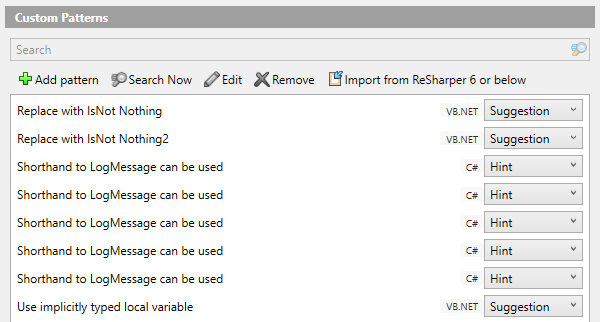 Custom Patterns
Search
Add pattern Search Now Edit Remove Import from ReSharper 6 or below
Replace with IsNot Nothing VB.NET Suggestion
Replace with IsNot Nothing2 VB.NET Suggestion
Shorthand to LogMessage can be used C# Hint
Shorthand to LogMessage can be used C# Hint
Shorthand to LogMessage can be used C# Hint
Shorthand to LogMessage can be used C# Hint
Shorthand to LogMessage can be used C# Hint
Use implicitly typed local variable VB.NET Suggestion